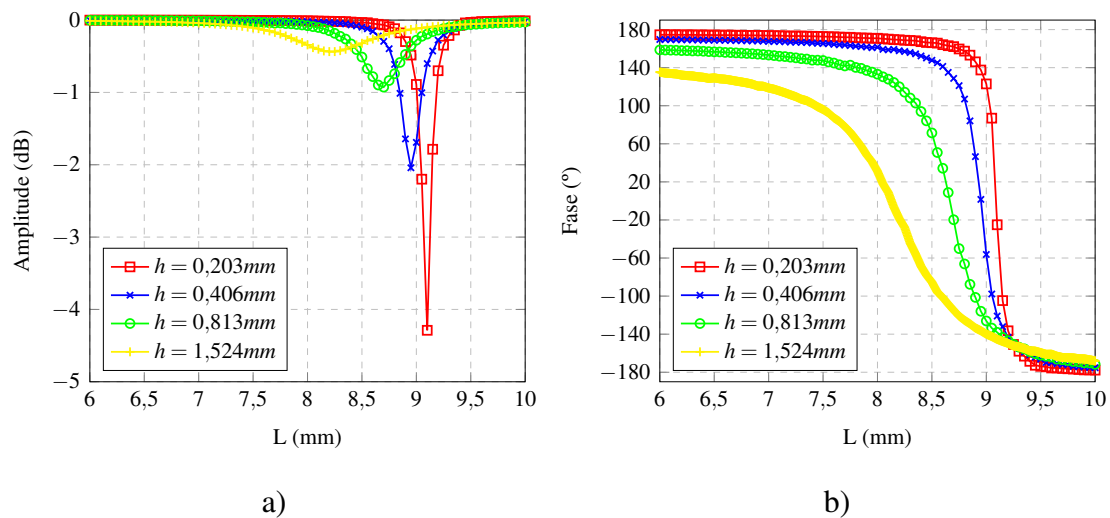 0
−1
−2
−3
−4
−5
Amplitude (dB)
h = 0,203mm
h = 0,406mm
h = 0,813mm
h = 1,524mm
6 6,5 7 7,5 8 8,5 9 9,5 10
L (mm)
a)
180
140
100
60
20
−20
−60
−100
−140
−180
Fase (º)
h = 0,203mm
h = 0,406mm
h = 0,813mm
h = 1,524mm
6 6,5 7 7,5 8 8,5 9 9,5 10
L (mm)
b)